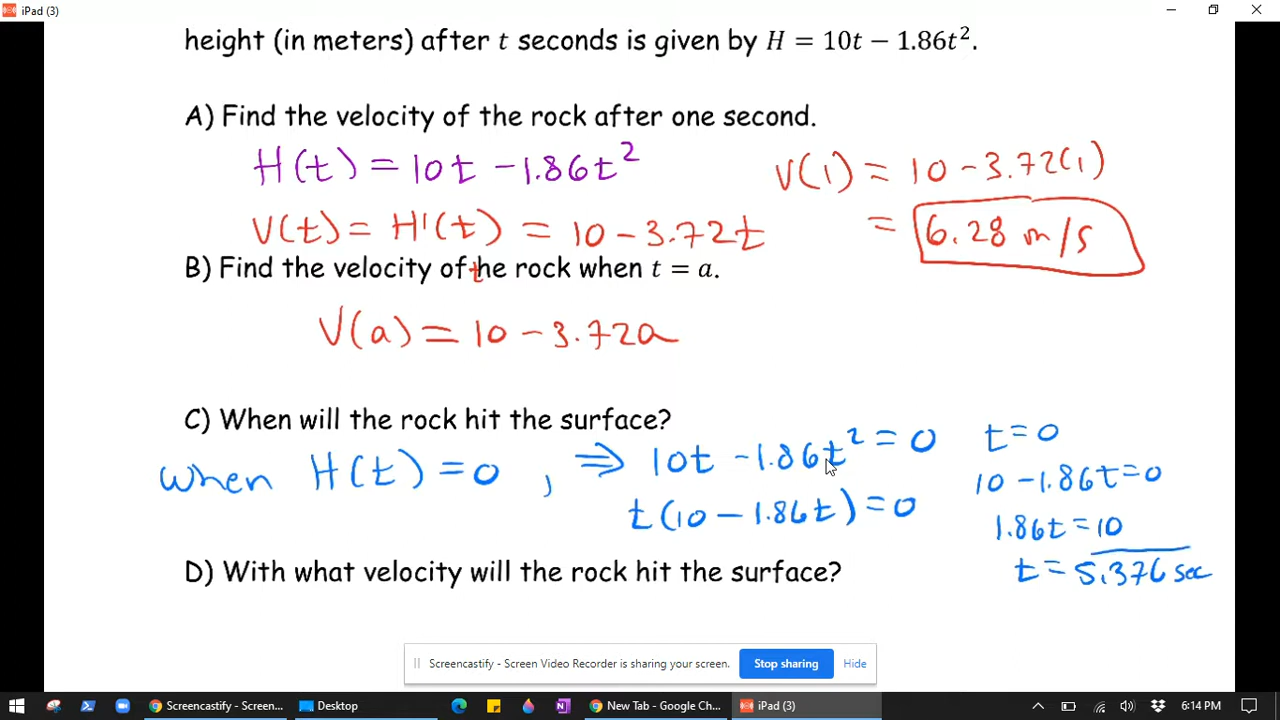 iPad (3)
height (in meters) after t seconds is given by H = 10t − 1.86t².
A) Find the velocity of the rock after one second.
H(t) = 10t - 1.86t²
V(t) = H'(t) = 10 - 3.72t
V(1) = 10 - 3.72(1)
= 6.28 m/s
B) Find the velocity of the rock when t = a.
V(a) = 10 - 3.72a
C) When will the rock hit the surface?
when H(t) = 0 , ⇒ 10t - 1.86t² = 0
t(10 - 1.86t) = 0
t = 0
10 - 1.86t = 0
1.86t = 10
t = 5.376 sec
D) With what velocity will the rock hit the surface?
Screencastify - Screen Video Recorder is sharing your screen.
Stop sharing
Hide
Screencastify - Screen...
Desktop
New Tab - Google Ch...
iPad (3)
6:14 PM